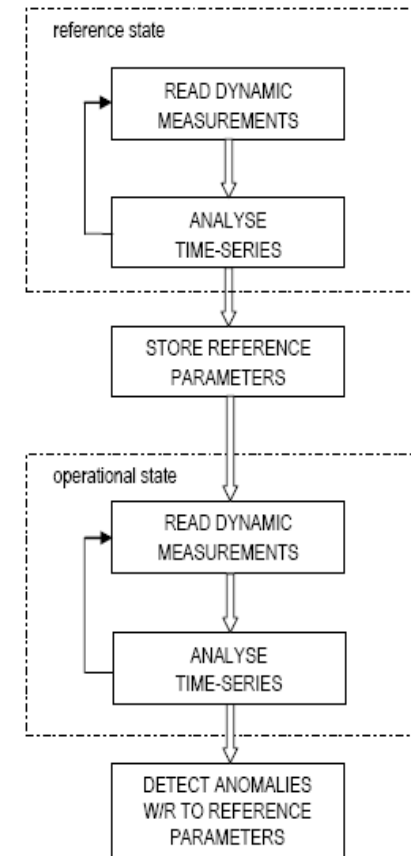 reference state
READ DYNAMIC
MEASUREMENTS
ANALYSE
TIME-SERIES
STORE REFERENCE
PARAMETERS
operational state
READ DYNAMIC
MEASUREMENTS
ANALYSE
TIME-SERIES
DETECT ANOMALIES
W/R TO REFERENCE
PARAMETERS